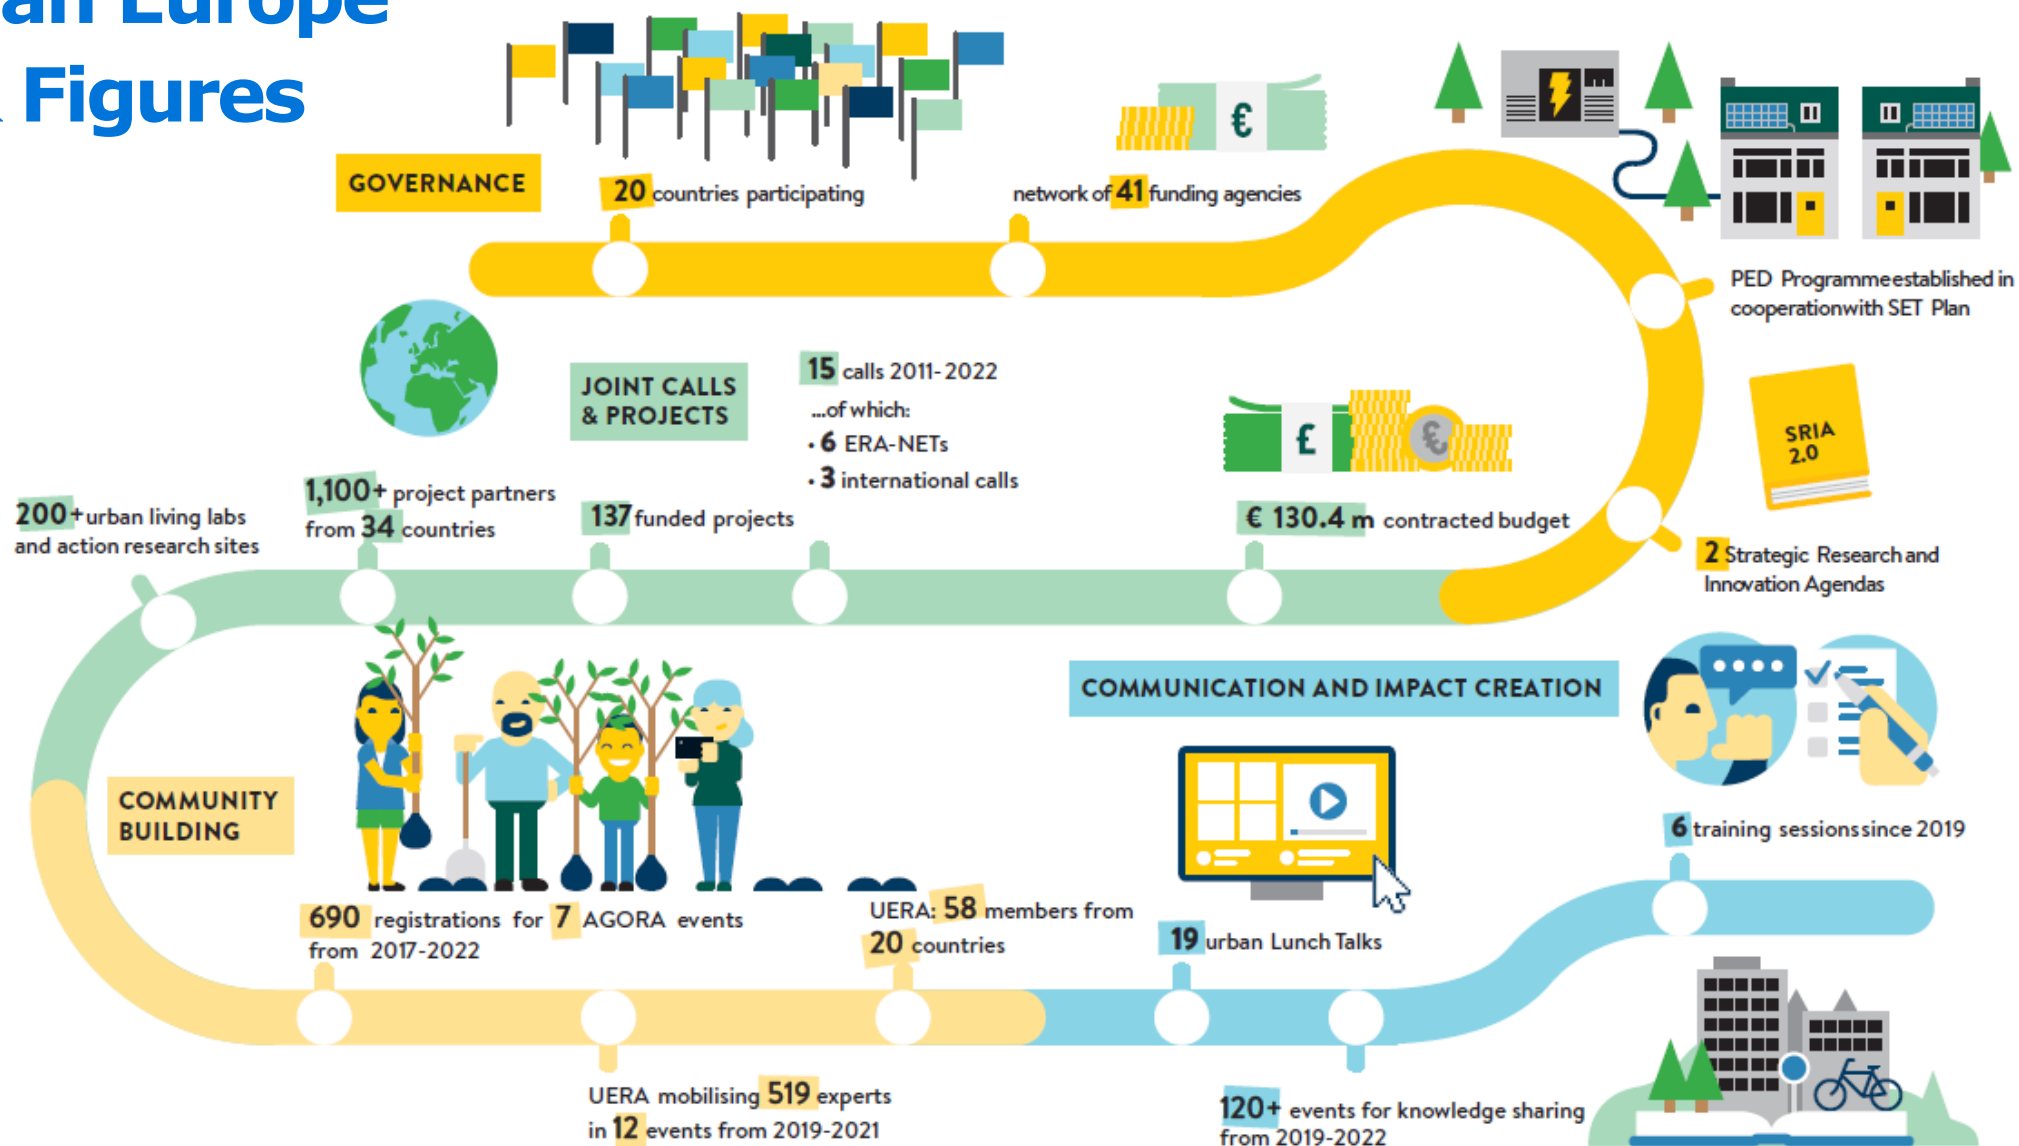 an Europe
& Figures
GOVERNANCE
20 countries participating
network of 41 funding agencies
€
PED Programme established in
cooperation with SET Plan
SRIA
2.0
2 Strategic Research and
Innovation Agendas
JOINT CALLS
& PROJECTS
15 calls 2011-2022
...of which:
• 6 ERA-NETs
• 3 international calls
£
€
€ 130.4 m contracted budget
137 funded projects
1,100+ project partners
from 34 countries
200+ urban living labs
and action research sites
COMMUNITY
BUILDING
690 registrations for 7 AGORA events
from 2017-2022
UERA mobilising 519 experts
in 12 events from 2019-2021
UERA: 58 members from
20 countries
COMMUNICATION AND IMPACT CREATION
19 urban Lunch Talks
120+ events for knowledge sharing
from 2019-2022
6 training sessions since 2019